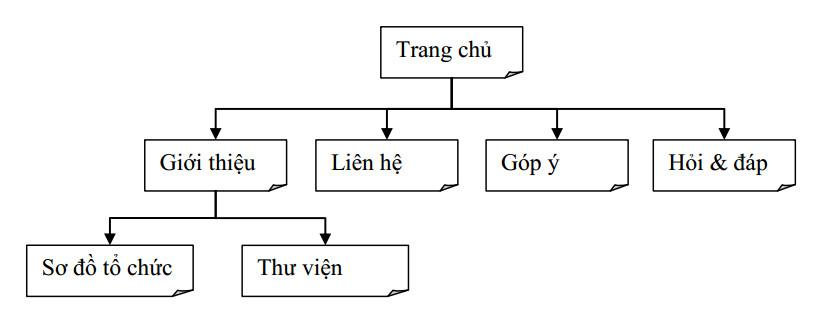 Trang chủ
Giới thiệu
Liên hệ
Góp ý
Hỏi & đáp
Sơ đồ tổ chức
Thư viện